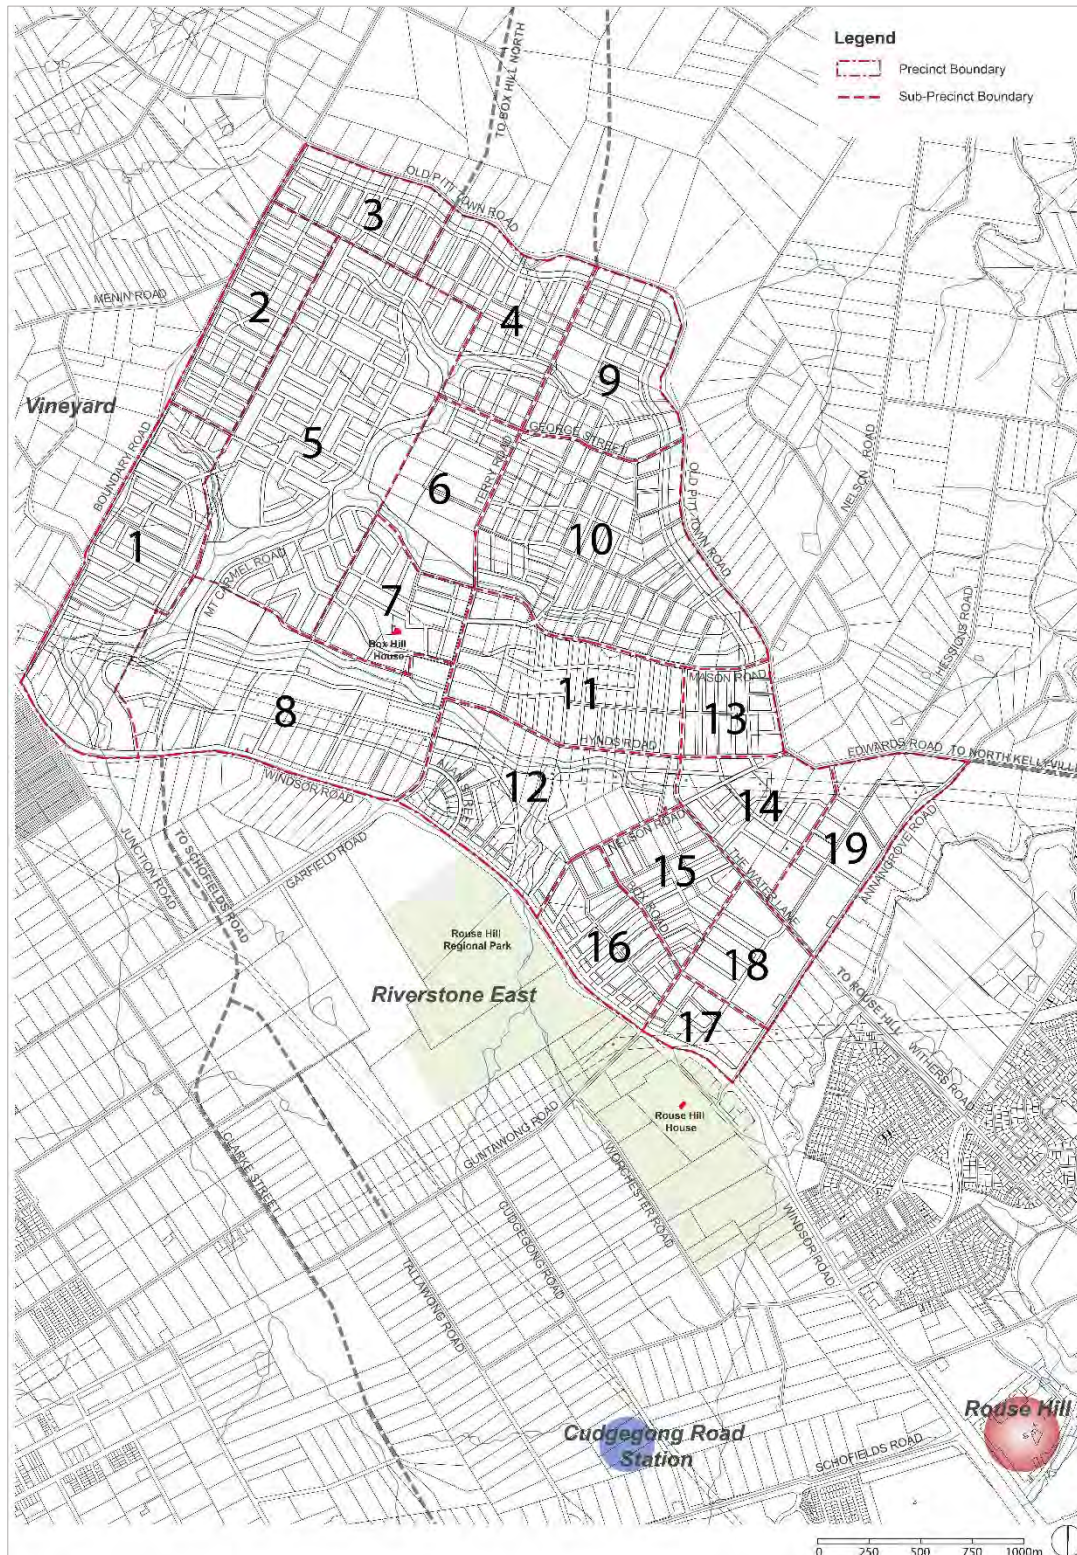 Legend
Precinct Boundary
Sub-Precinct Boundary
TO BOX HILL NORTH
OLD PITT TOWN ROAD
3
2
MENIN ROAD
4
9
Vineyard
BOUNDARY ROAD
5
GEORGE STREET
TERRY ROAD
6
OLD PITT TOWN ROAD
NELSON ROAD
1
10
MT CARMEL ROAD
7
Box Hill
House
HESSIONS ROAD
MASON ROAD
11
13
8
HYNDS ROAD
EDWARDS ROAD
TO NORTH KELLYVILLE
WINDSOR ROAD
ALAN STREET
12
14
NELSON ROAD
JUNCTION ROAD
TO SCHOFIELDS ROAD
GARFIELD ROAD
15
THE WATER LANE
19
ANNANGROVE ROAD
ROAD
Rouse Hill
Regional Park
16
18
Riverstone East
17
TO ROUSE HILL
WITHERS ROAD
Rouse Hill
House
GUNTAWONG ROAD
CLARKE STREET
WORCHESTER ROAD
CUDGEGONG ROAD
TALLAWONG ROAD
WINDSOR ROAD
Rouse Hill
Cudgegong Road
Station
SCHOFIELDS ROAD
0 250 500 750 1000m